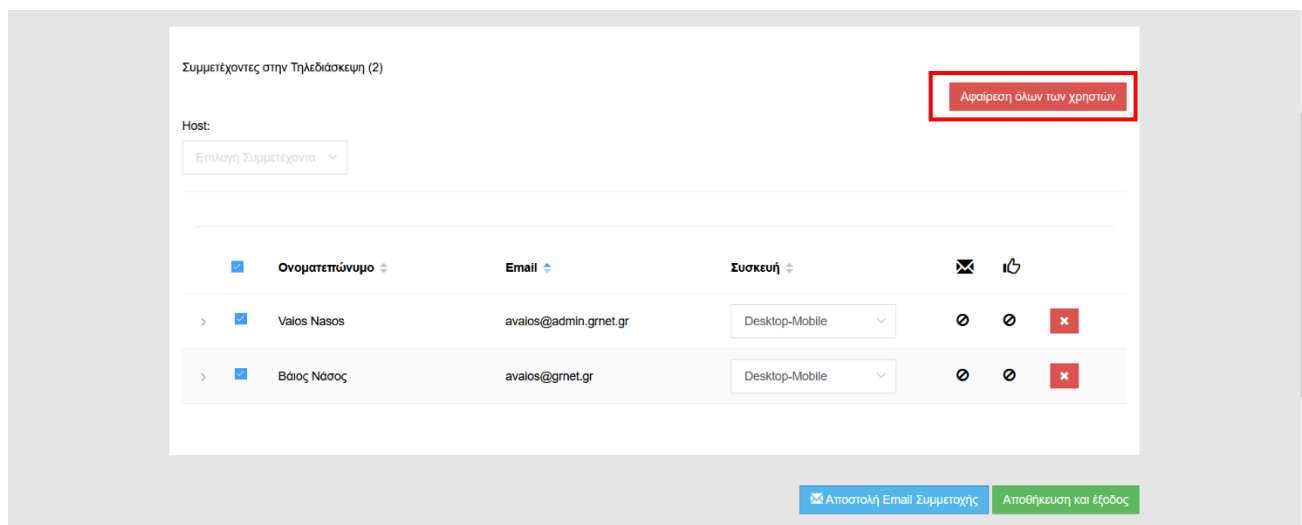 Συμμετέχοντες στην Τηλεδιάσκεψη (2)
Αφαίρεση όλων των χρηστών
Host:
Επιλογή Συμμετέχοντα
Ονοματεπώνυμο Email Συσκευή
Vaios Nasos avaios@admin.grnet.gr Desktop-Mobile
Βάιος Νάσος avaios@grnet.gr Desktop-Mobile
Αποστολή Email Συμμετοχής Αποθήκευση και έξοδος